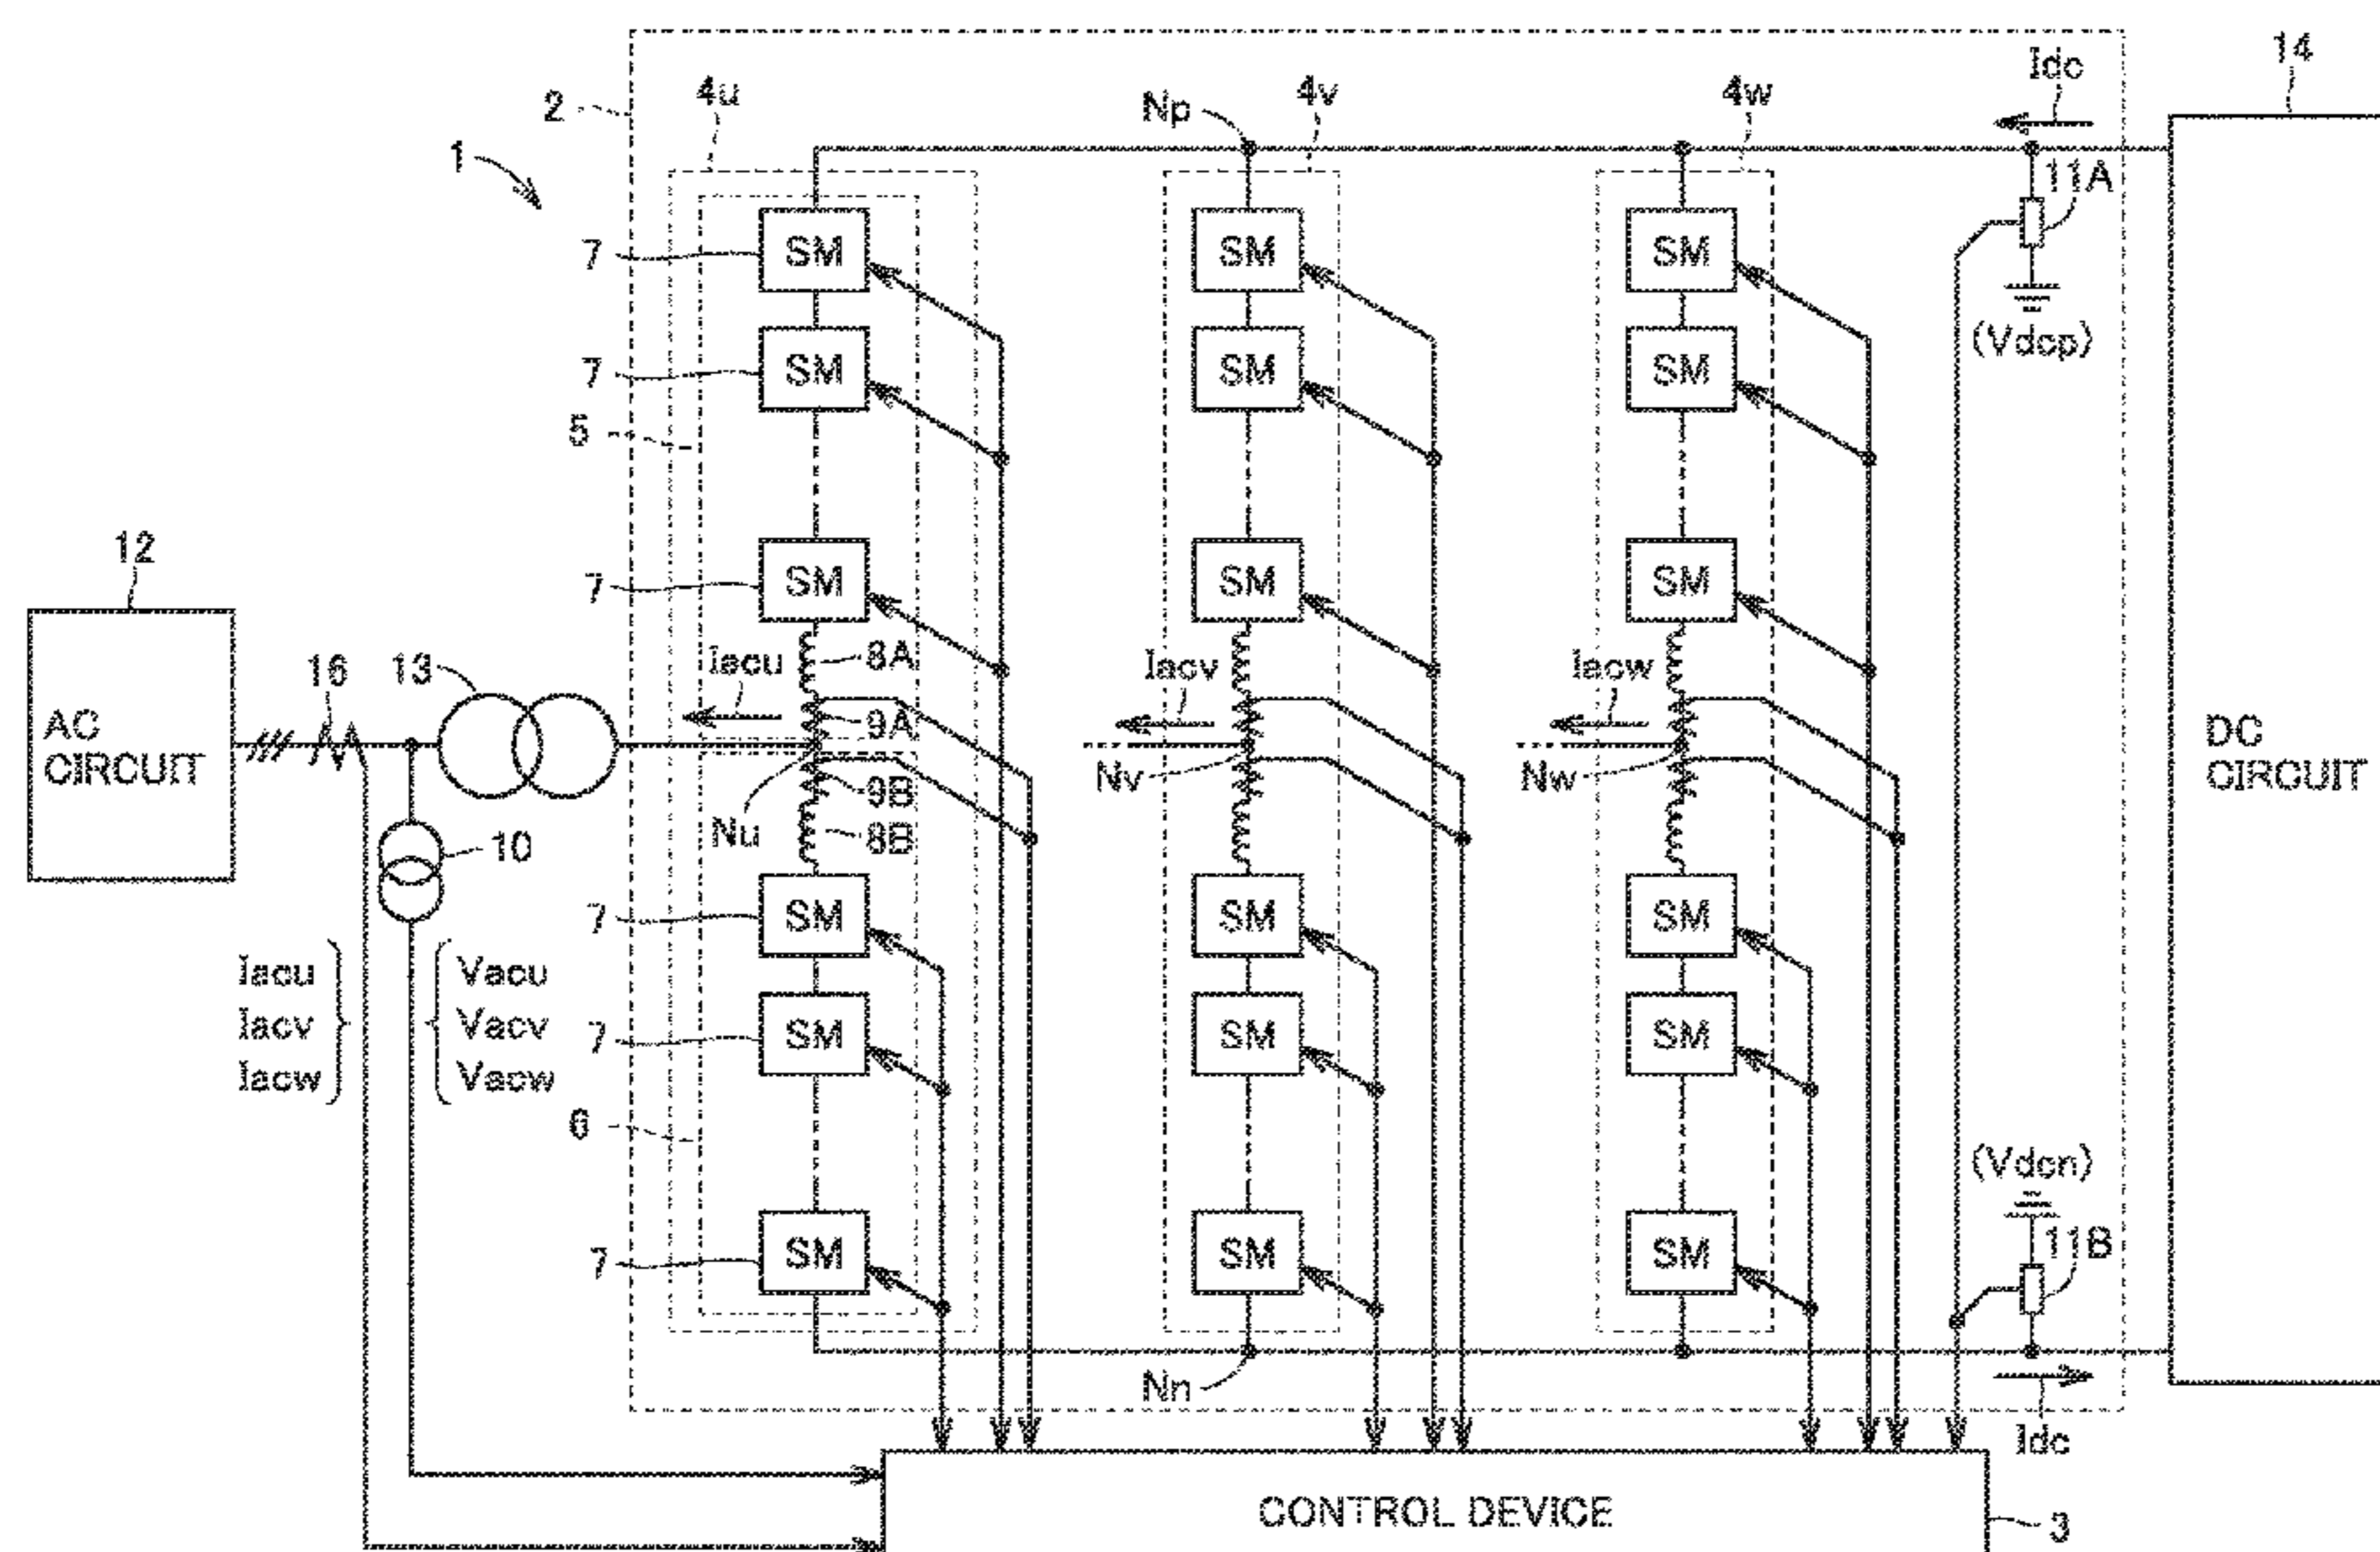 14
Idc
2
4u
Np
4v
4w
1
11A
7
SM
SM
SM
(Vdcp)
7
SM
SM
SM
5
12
7
SM
SM
SM
16
13
Iacu
8A
Iacv
Iacw
9A
AC
CIRCUIT
DC
CIRCUIT
Nv
Nw
9B
Nu
8B
10
7
SM
SM
SM
Iacu
Iacv
Iacw
Vacu
Vacv
Vacw
7
SM
SM
SM
6
(Vdcn)
7
SM
SM
SM
11B
Nn
Idc
CONTROL DEVICE
3